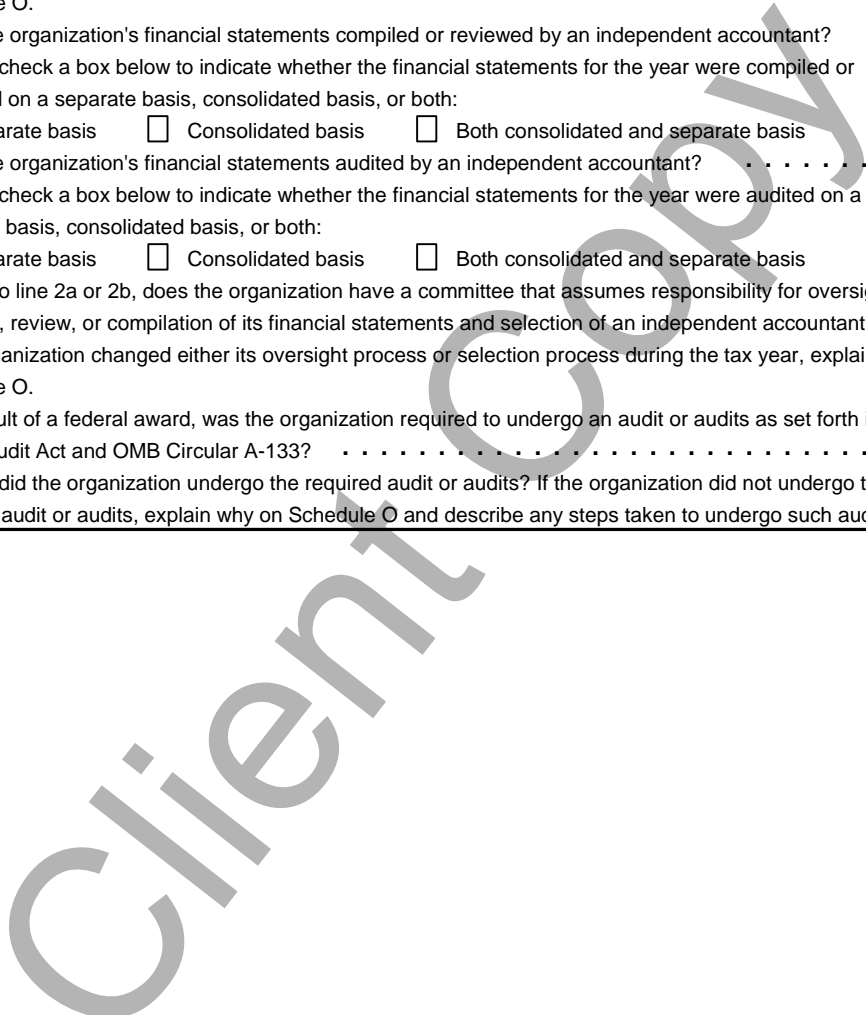 e O.
e organization's financial statements compiled or reviewed by an independent accountant?
check a box below to indicate whether the financial statements for the year were compiled or
d on a separate basis, consolidated basis, or both:
arate basis Consolidated basis Both consolidated and separate basis
e organization's financial statements audited by an independent accountant? . . . . . . .
check a box below to indicate whether the financial statements for the year were audited on a
basis, consolidated basis, or both:
arate basis Consolidated basis Both consolidated and separate basis
o line 2a or 2b, does the organization have a committee that assumes responsibility for oversig
, review, or compilation of its financial statements and selection of an independent accountant
anization changed either its oversight process or selection process during the tax year, explai
e O.
ult of a federal award, was the organization required to undergo an audit or audits as set forth i
udit Act and OMB Circular A-133? . . . . . . . . . . . . . . . . . . . . . . . . . . . .
did the organization undergo the required audit or audits? If the organization did not undergo t
audit or audits, explain why on Schedule O and describe any steps taken to undergo such aud
Client Copy